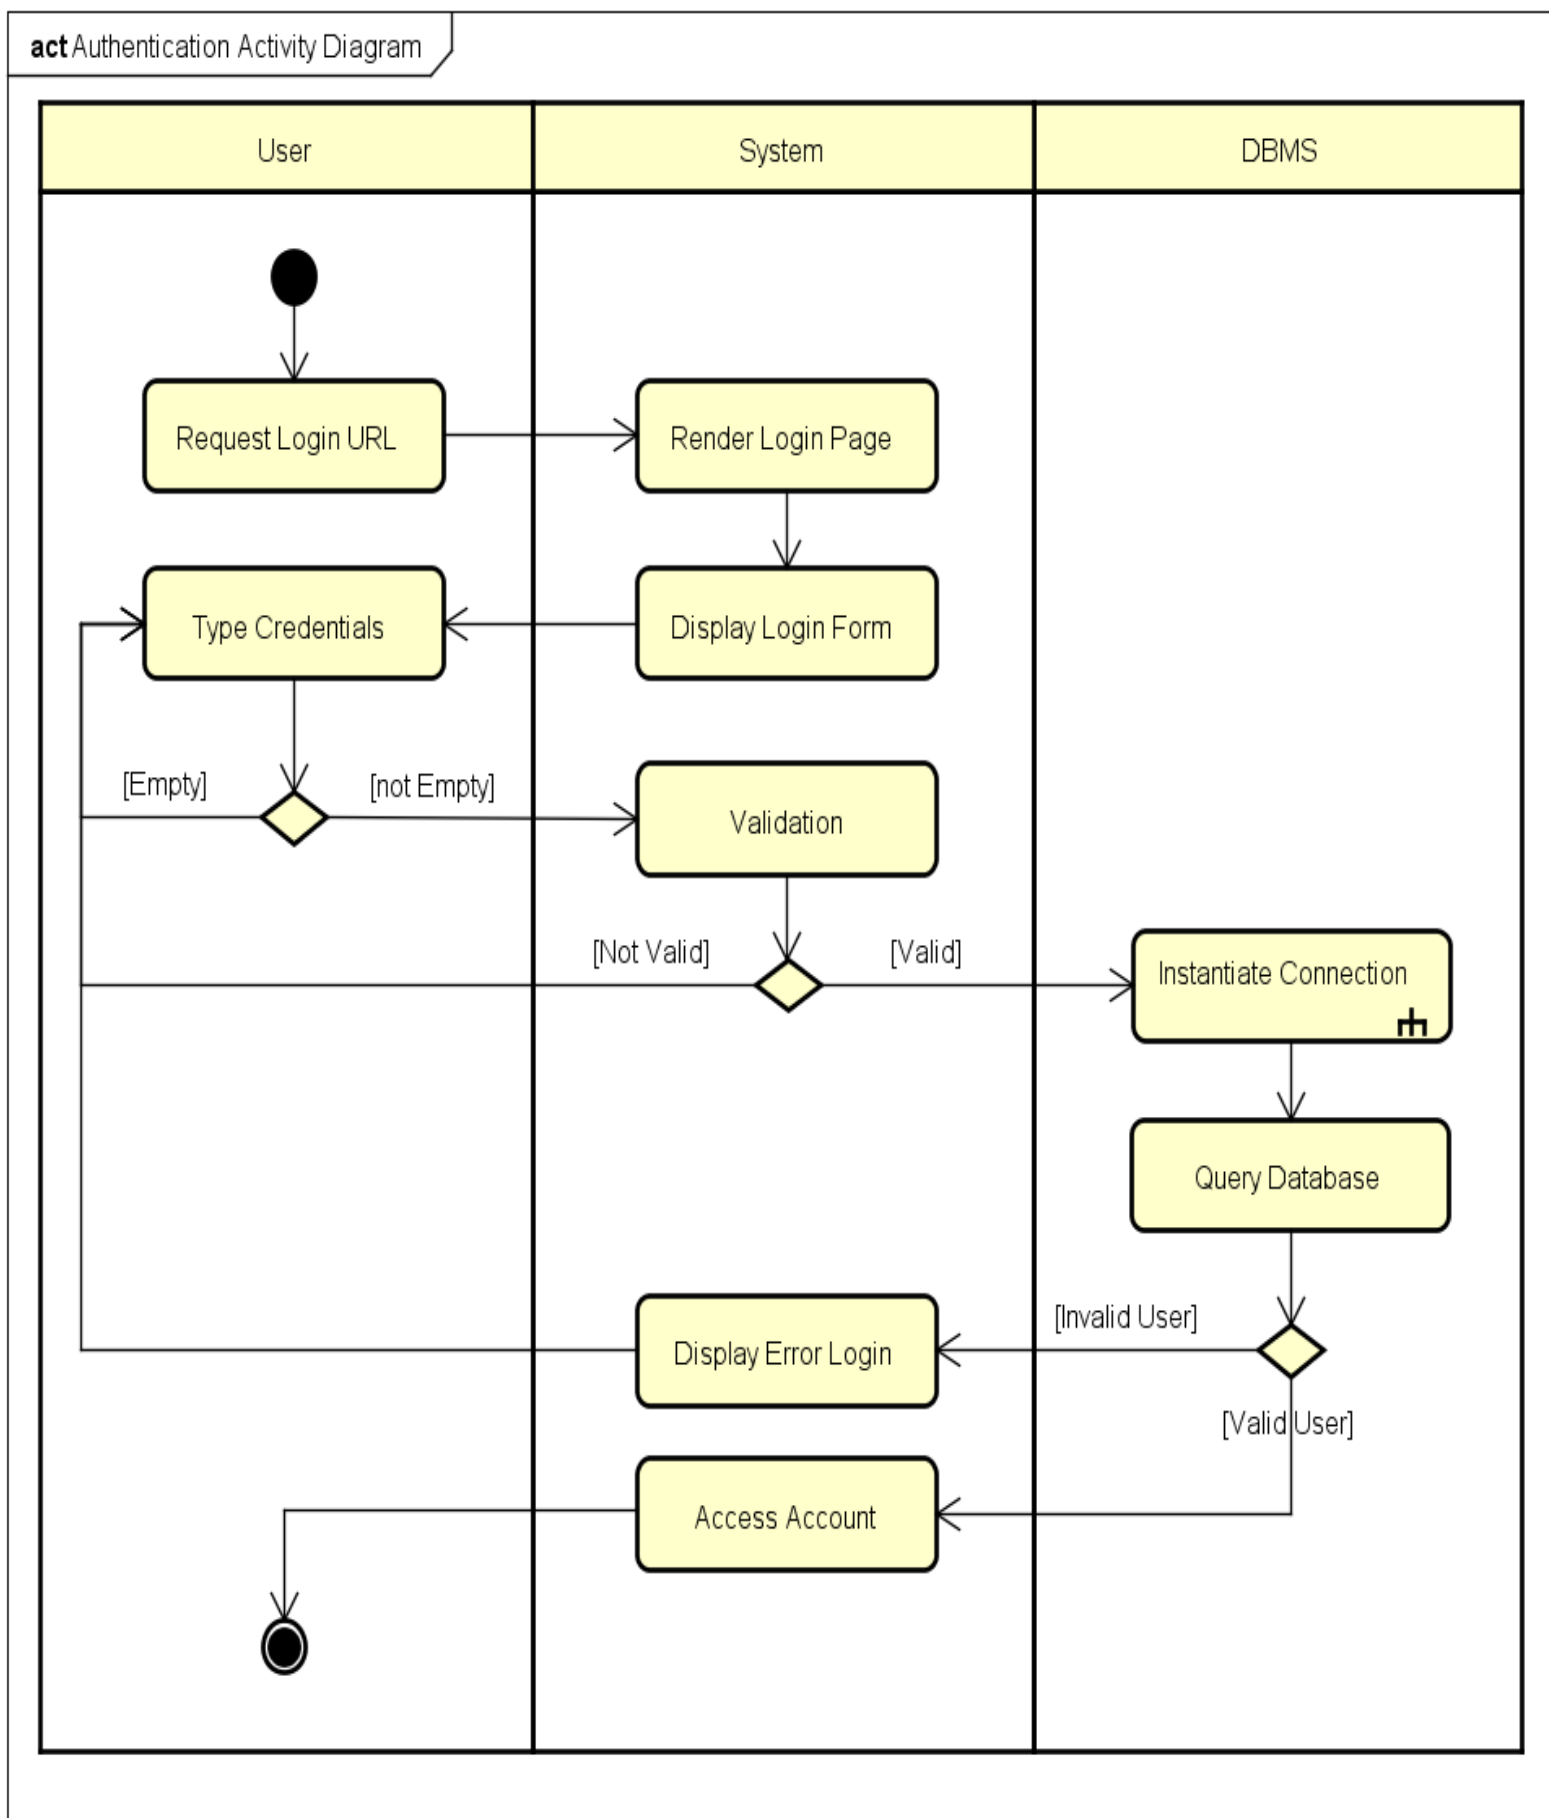 act Authentication Activity Diagram
User
System
DBMS
Request Login URL
Render Login Page
Type Credentials
Display Login Form
[Empty]
[not Empty]
Validation
[Not Valid]
[Valid]
Instantiate Connection
Query Database
[Invalid User]
Display Error Login
[Valid User]
Access Account